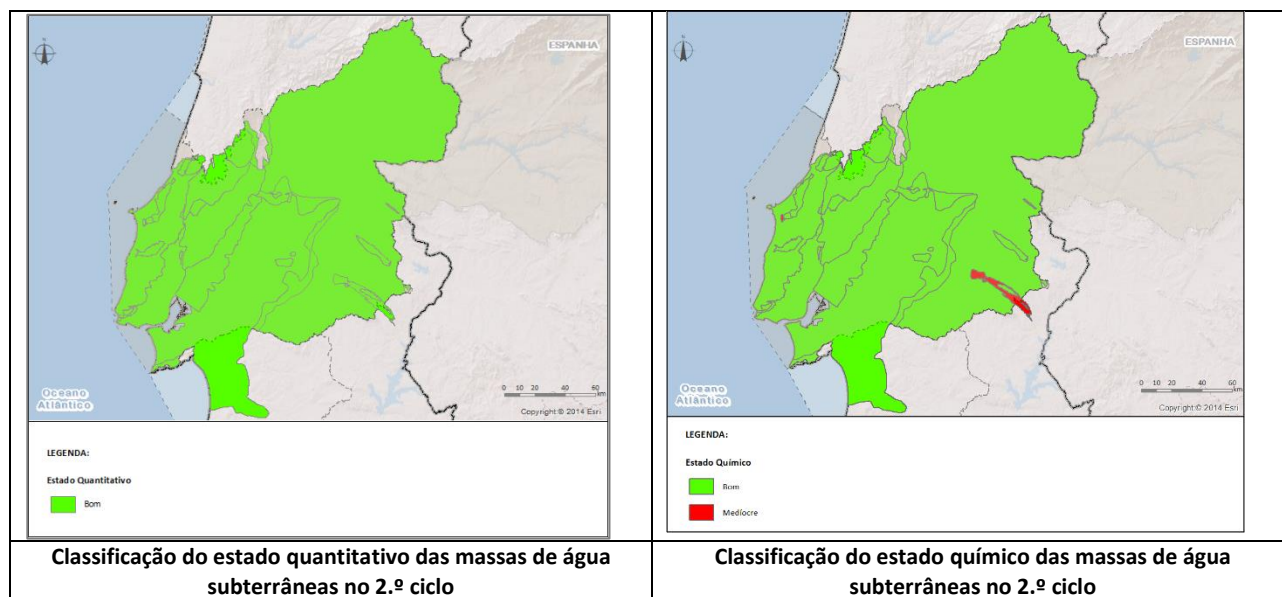 ESPANHA
Oceano
Atlântico
0 10 20 40 60
km
Copyright © 2014 Esri
LEGENDA:
Estado Quantitativo
Bom
Classificação do estado quantitativo das massas de água
subterrâneas no 2.º ciclo
ESPANHA
Oceano
Atlântico
0 10 20 40 60
km
Copyright © 2014 Esri
LEGENDA:
Estado Químico
Bom
Medíocre
Classificação do estado químico das massas de água
subterrâneas no 2.º ciclo